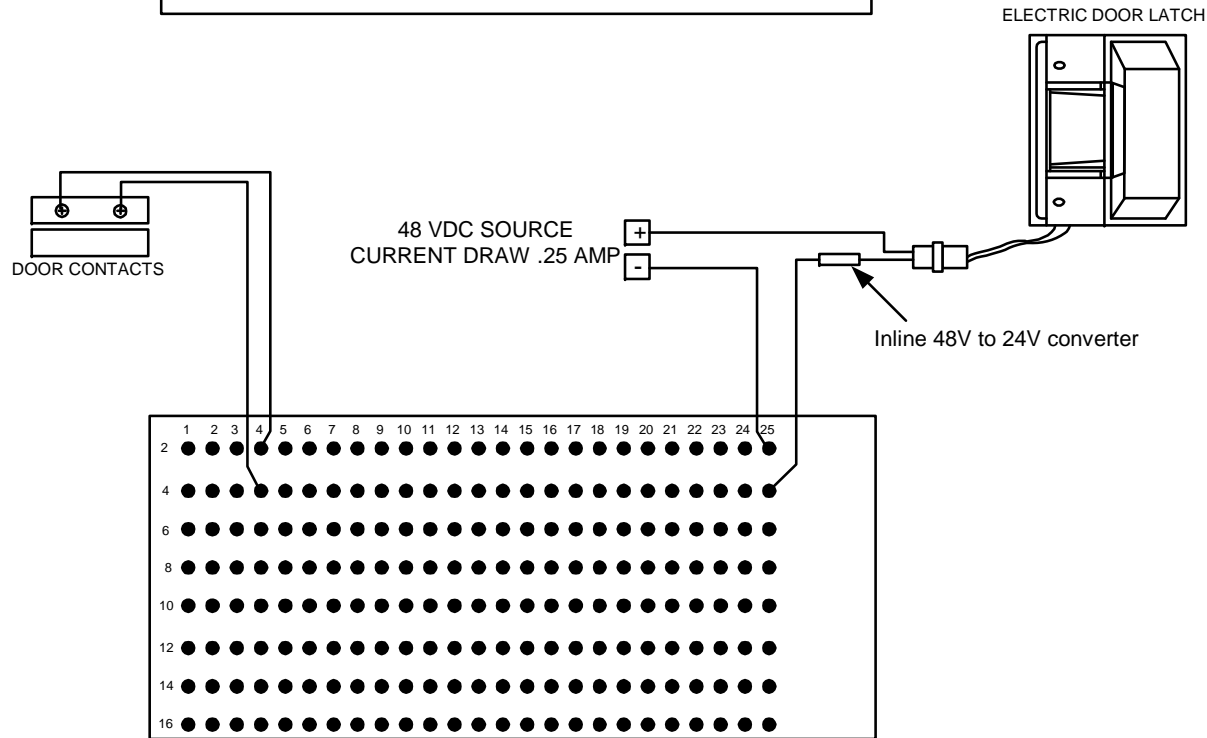 ELECTRIC DOOR LATCH
48 VDC SOURCE
CURRENT DRAW .25 AMP
+
-
DOOR CONTACTS
Inline 48V to 24V converter
1 2 3 4 5 6 7 8 9 10 11 12 13 14 15 16 17 18 19 20 21 22 23 24 25
2
4
6
8
10
12
14
16